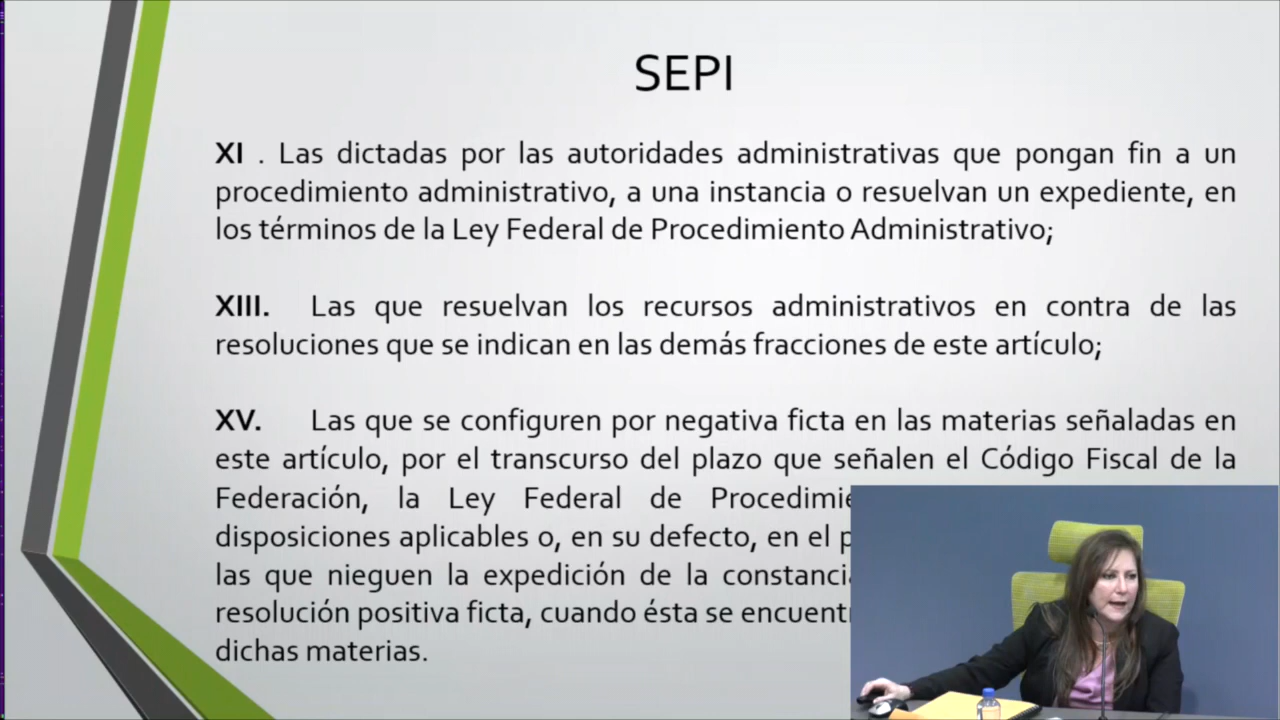 SEPI
XI . Las dictadas por las autoridades administrativas que pongan fin a un
procedimiento administrativo, a una instancia o resuelvan un expediente, en
los términos de la Ley Federal de Procedimiento Administrativo;
XIII. Las que resuelvan los recursos administrativos en contra de las
resoluciones que se indican en las demás fracciones de este artículo;
XV. Las que se configuren por negativa ficta en las materias señaladas en
este artículo, por el transcurso del plazo que señalen el Código Fiscal de la
Federación, la Ley Federal de
disposiciones aplicables o, en su defecto, en el
las que nieguen la expedición de la
resolución positiva ficta, cuando ésta se
dichas materias.